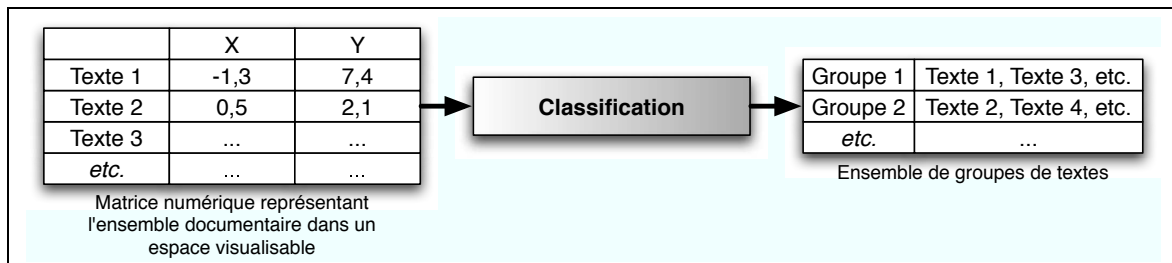 X Y
Texte 1 -1,3 7,4
Texte 2 0,5 2,1
Texte 3 ... ...
etc. ... ...
Matrice numérique représentant
l'ensemble documentaire dans un
espace visualisable
Classification
Groupe 1 Texte 1, Texte 3, etc.
Groupe 2 Texte 2, Texte 4, etc.
etc. ...
Ensemble de groupes de textes